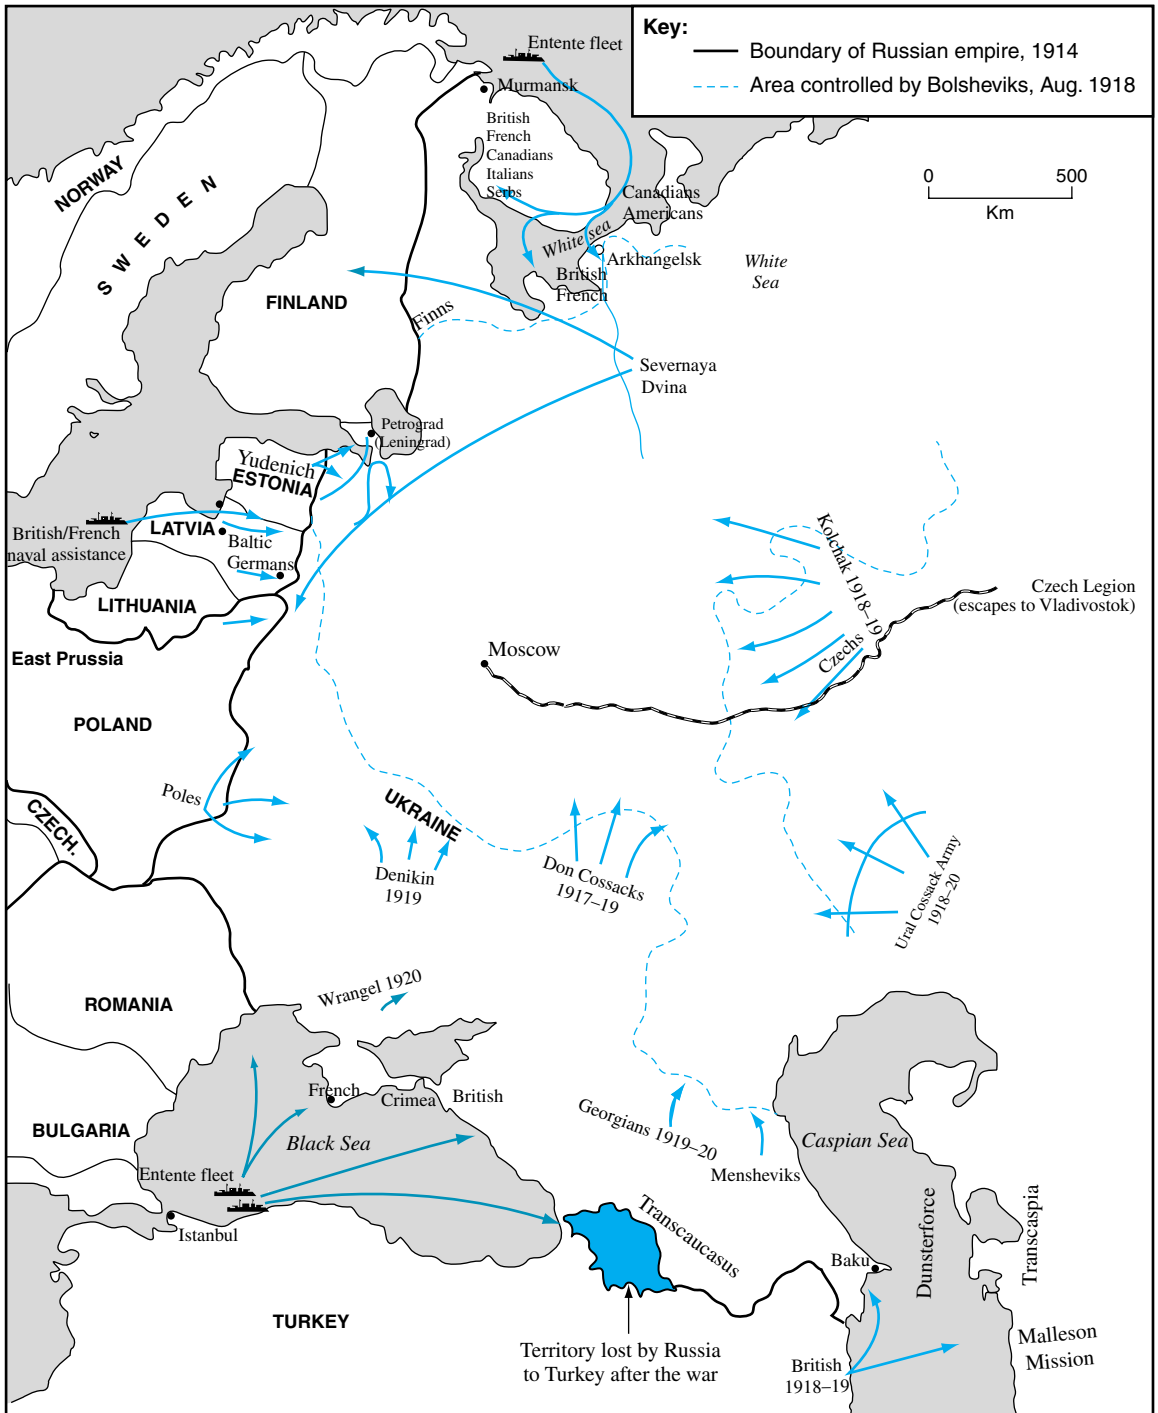 Key:
Boundary of Russian empire, 1914
Area controlled by Bolsheviks, Aug. 1918
0 500
Km
Entente fleet
Murmansk
British
French
Canadians
Italians
Serbs
Canadians
Americans
White sea
Arkhangelsk
British
French
White
Sea
NORWAY
SWEDEN
FINLAND
Finns
Severnaya
Dvina
Petrograd
(Leningrad)
Yudenich
ESTONIA
British/French
naval assistance
LATVIA
Baltic
Germans
LITHUANIA
East Prussia
POLAND
Moscow
Kolchak 1918–19
Czechs
Czech Legion
(escapes to Vladivostok)
Poles
CZECH.
UKRAINE
Denikin
1919
Don Cossacks
1917–19
Ural Cossack Army
1918–20
ROMANIA
Wrangel 1920
French
Crimea
British
BULGARIA
Black Sea
Entente fleet
Istanbul
Georgians 1919–20
Mensheviks
Caspian Sea
Transcaucasus
Baku
Dunsterforce
Transcaspia
TURKEY
Territory lost by Russia
to Turkey after the war
British
1918–19
Malleson
Mission